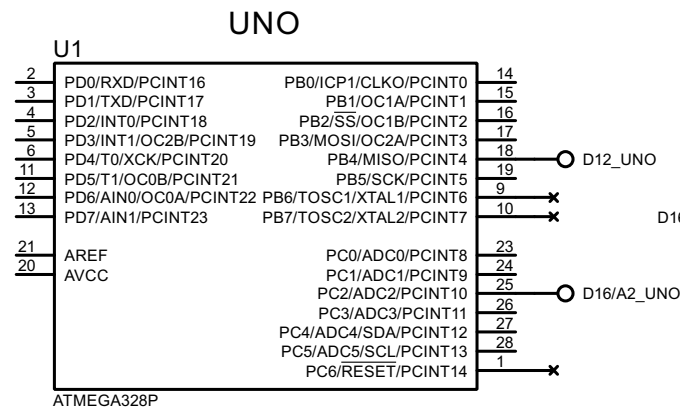 UNO
U1
2 PD0/RXD/PCINT16 PB0/ICP1/CLKO/PCINT0 14
3 PD1/TXD/PCINT17 PB1/OC1A/PCINT1 15
4 PD2/INT0/PCINT18 PB2/SS/OC1B/PCINT2 16
5 PD3/INT1/OC2B/PCINT19 PB3/MOSI/OC2A/PCINT3 17
6 PD4/T0/XCK/PCINT20 PB4/MISO/PCINT4 18 D12_UNO
11 PD5/T1/OC0B/PCINT21 PB5/SCK/PCINT5 19
12 PD6/AIN0/OC0A/PCINT22 PB6/TOSC1/XTAL1/PCINT6 9
13 PD7/AIN1/PCINT23 PB7/TOSC2/XTAL2/PCINT7 10 D16
21 AREF PC0/ADC0/PCINT8 23
20 AVCC PC1/ADC1/PCINT9 24
PC2/ADC2/PCINT10 25 D16/A2_UNO
PC3/ADC3/PCINT11 26
PC4/ADC4/SDA/PCINT12 27
PC5/ADC5/SCL/PCINT13 28
PC6/RESET/PCINT14 1
ATMEGA328P